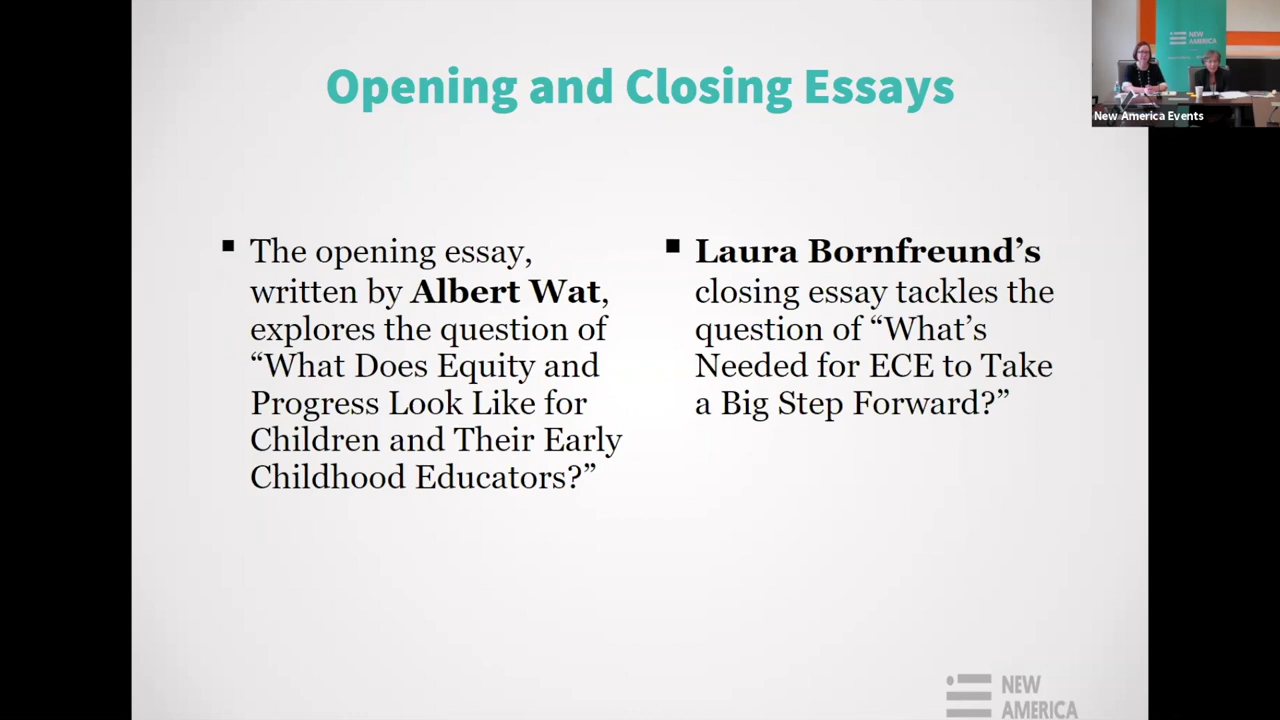 Opening and Closing Essays
NEW
AMERICA
New America Events
▪ The opening essay,
written by Albert Wat,
explores the question of
“What Does Equity and
Progress Look Like for
Children and Their Early
Childhood Educators?”
▪ Laura Bornfreund’s
closing essay tackles the
question of “What’s
Needed for ECE to Take
a Big Step Forward?”
NEW
AMERICA